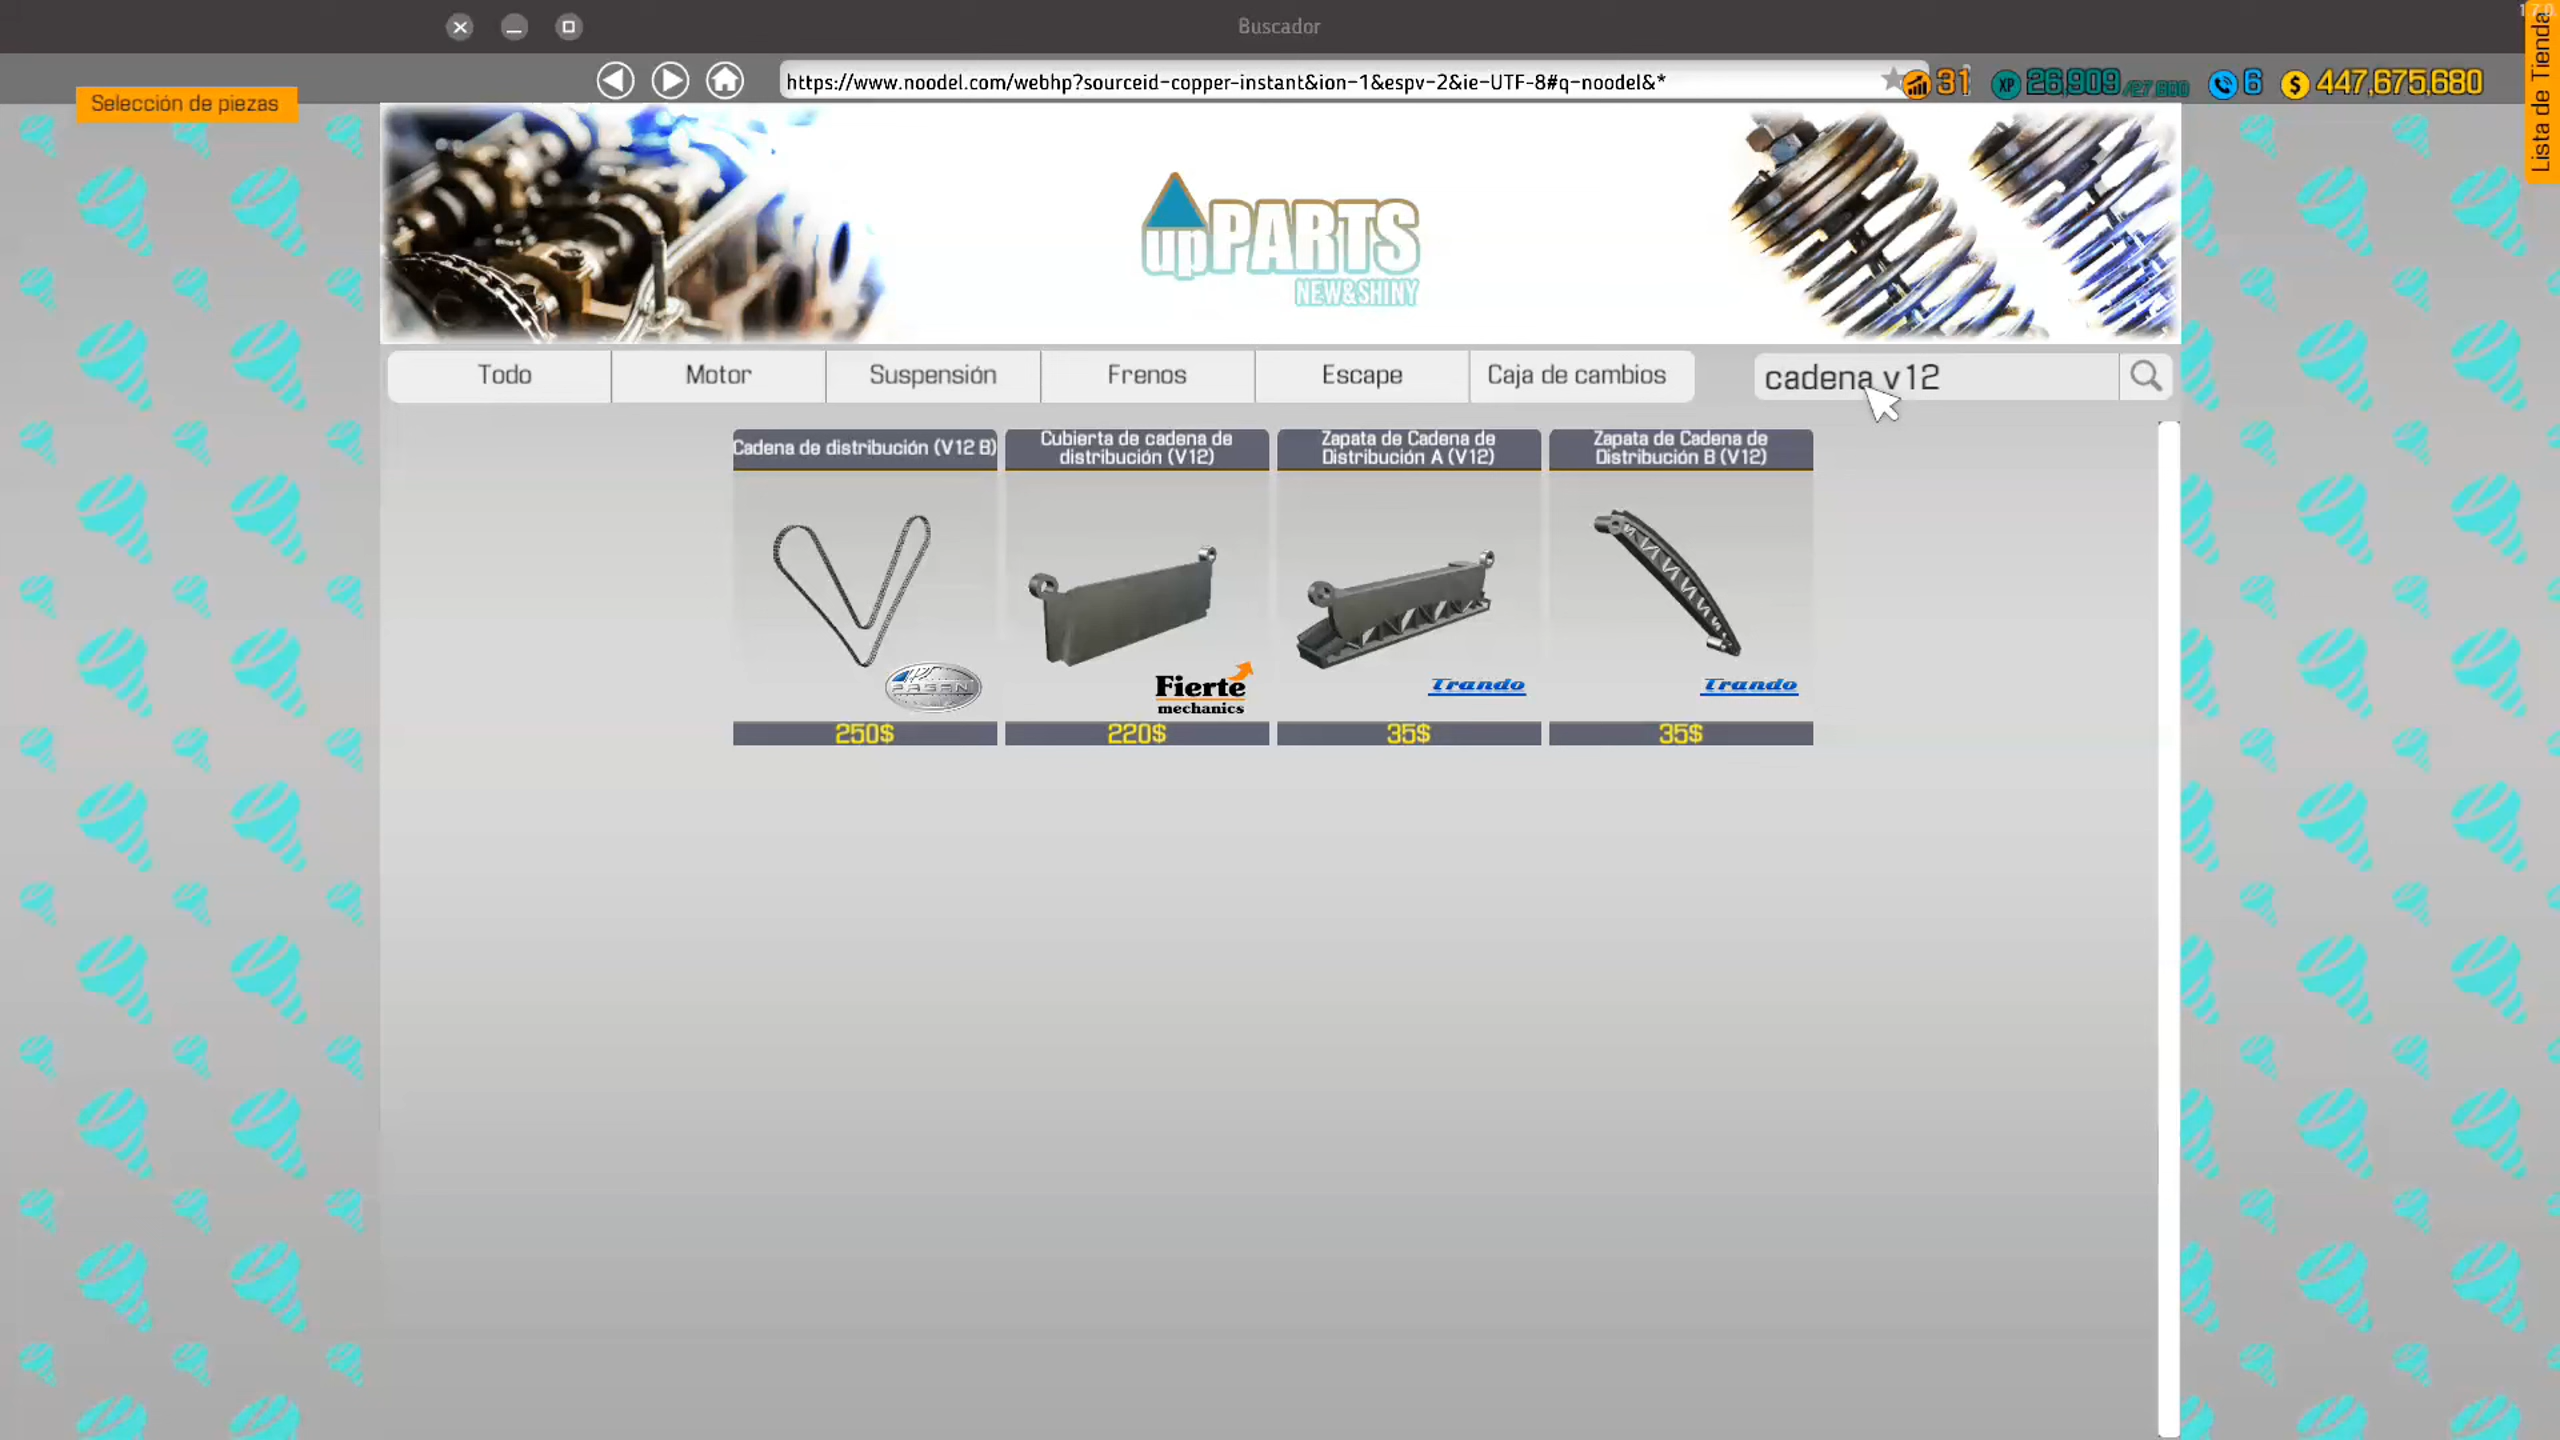 Buscador
Selección de piezas
https://www.noodel.com/webhp?sourceid-copper-instant&ion-1&espv-2&ie-UTF-8#q-noodel&*
31
XP 26,909/27,600
6
$ 447,675,680
Lista de Tienda
upPARTS
NEW&SHINY
Todo
Motor
Suspensión
Frenos
Escape
Caja de cambios
cadena v12
Cadena de distribución (V12 B)
250$
Cubierta de cadena de
distribución (V12)
Fierte
mechanics
220$
Zapata de Cadena de
Distribución A (V12)
Trando
35$
Zapata de Cadena de
Distribución B (V12)
Trando
35$